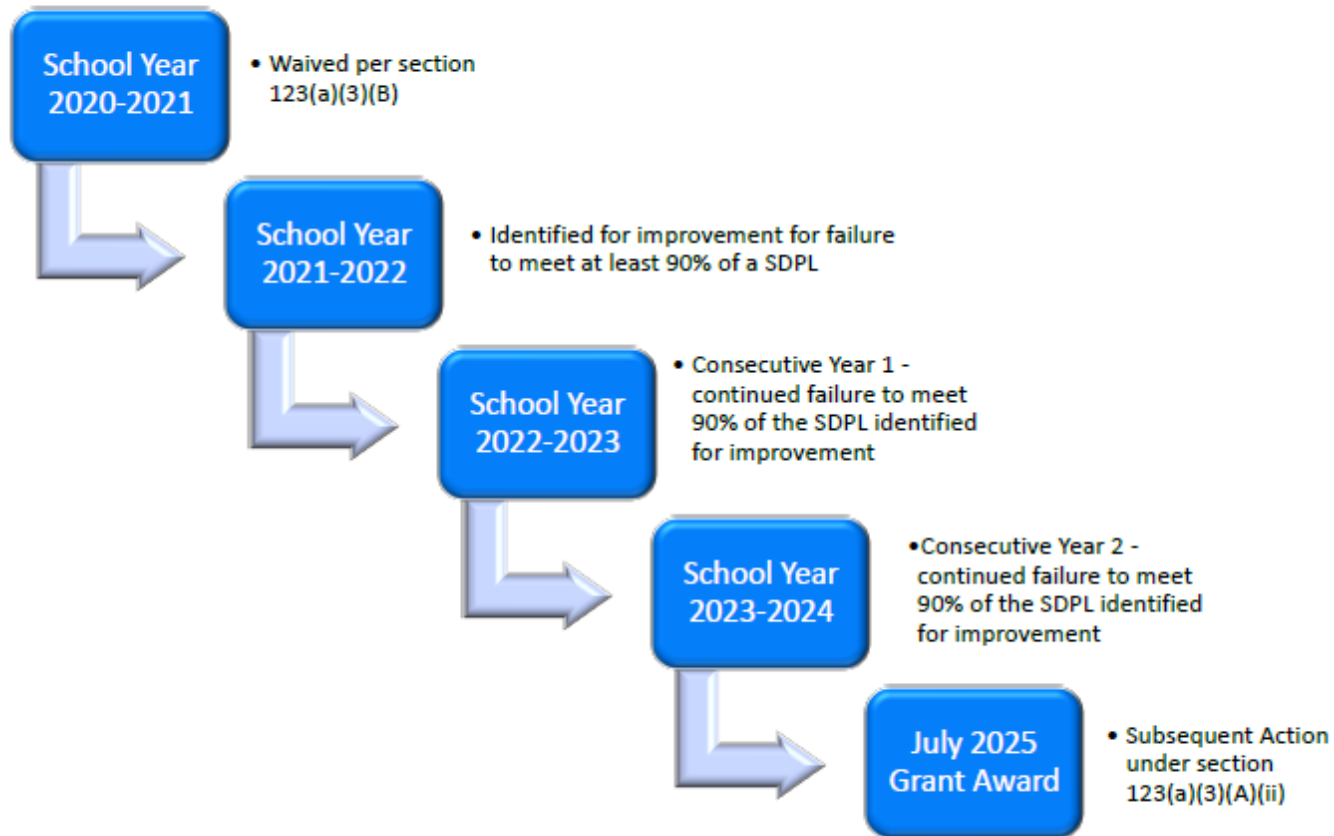 School Year
2020-2021
• Waived per section
123(a)(3)(B)
School Year
2021-2022
• Identified for improvement for failure
to meet at least 90% of a SDPL
School Year
2022-2023
• Consecutive Year 1 -
continued failure to meet
90% of the SDPL identified
for improvement
School Year
2023-2024
•Consecutive Year 2 -
continued failure to meet
90% of the SDPL identified
for improvement
July 2025
Grant Award
• Subsequent Action
under section
123(a)(3)(A)(ii)